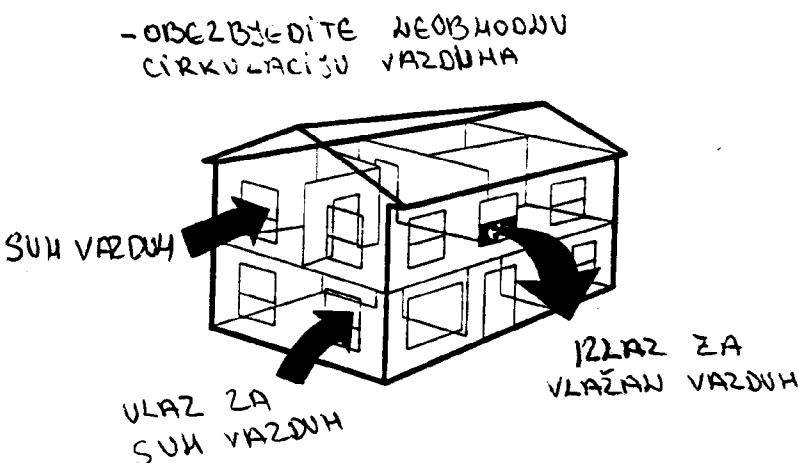 - OBEZBJEDITE NEOBHODNU
CIRKULACIJU VAZDUHA
SUH VAZDUH
IZLAZ ZA
VLAŽAN VAZDUH
ULAZ ZA
SUH VAZDUH